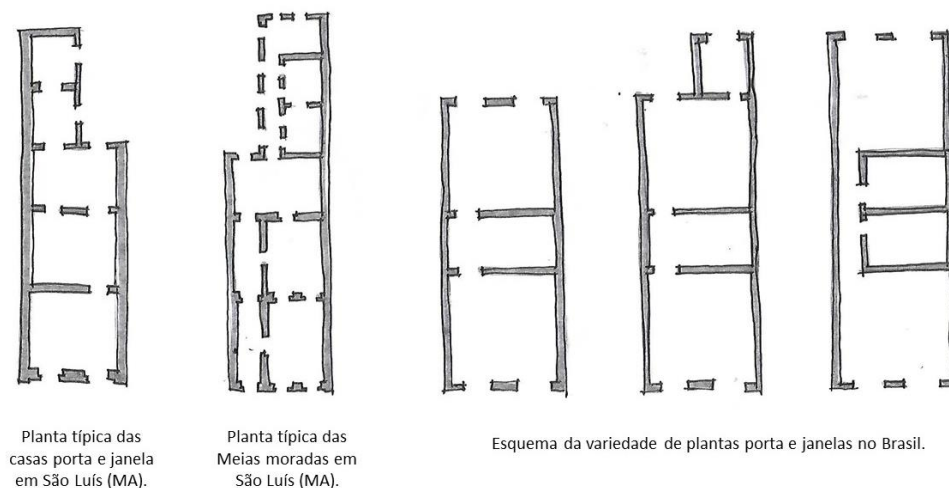 Planta típica das
casas porta e janela
em São Luís (MA).
Planta típica das
Meias moradas em
São Luís (MA).
Esquema da variedade de plantas porta e janelas no Brasil.